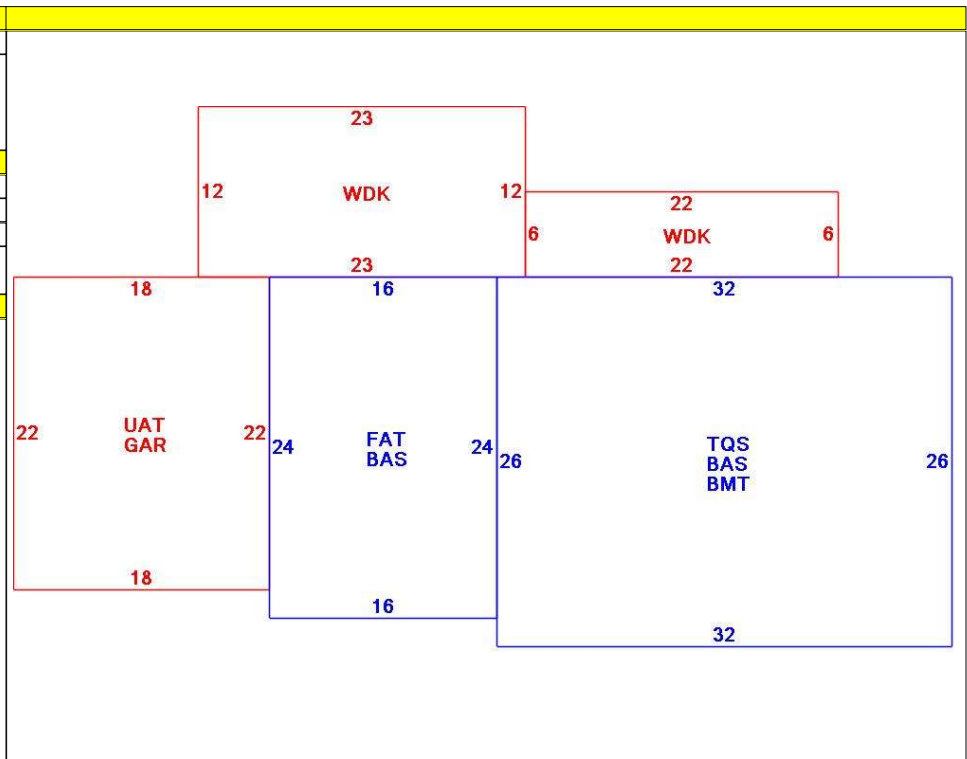 23
12 WDK 12
22
6 WDK 6
23 22
18 16 32
22 UAT
GAR 22
24 FAT
BAS 24
26 TQS
BAS
BMT 26
18
16
32